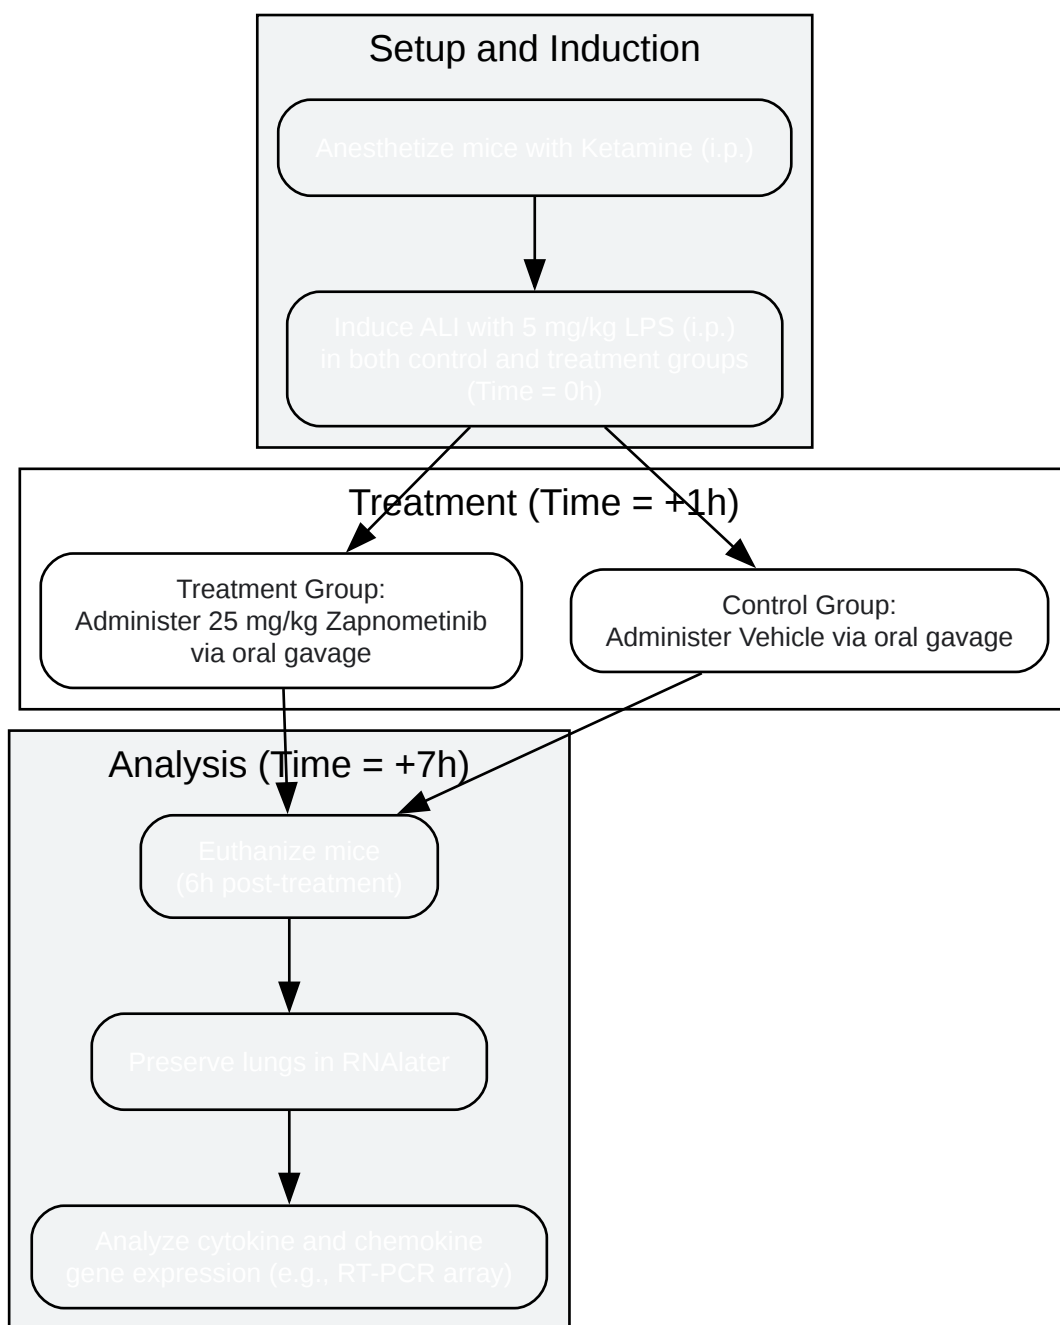 Setup and Induction
Anesthetize mice with Ketamine (i.p.)
Induce ALI with 5 mg/kg LPS (i.p.)
in both control and treatment groups
(Time = 0h)
Treatment (Time = +1h)
Treatment Group:
Administer 25 mg/kg Zapnometinib
via oral gavage
Control Group:
Administer Vehicle via oral gavage
Analysis (Time = +7h)
Euthanize mice
(6h post-treatment)
Preserve lungs in RNAlater
Analyze cytokine and chemokine
gene expression (e.g., RT-PCR array)